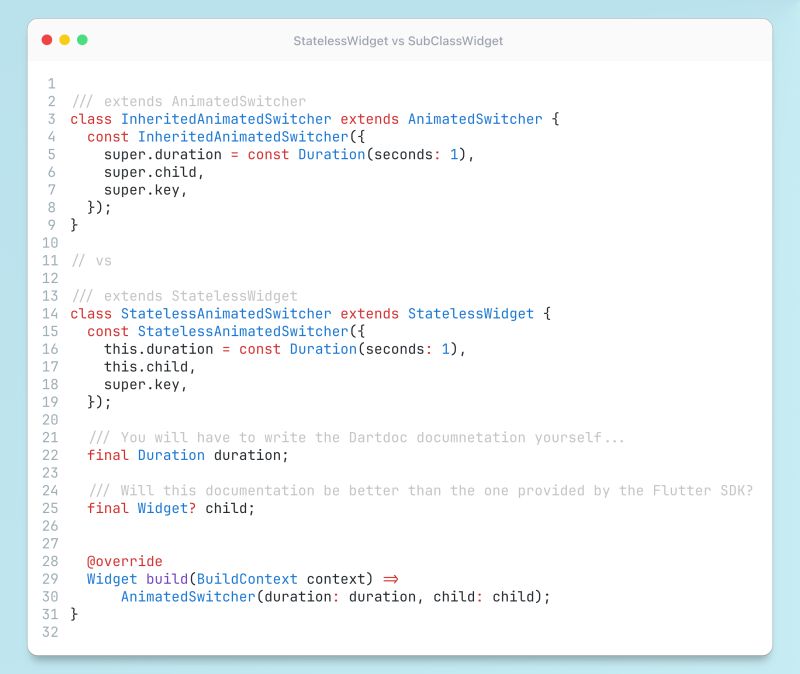 StatelessWidget vs SubClassWidget
1
2 /// extends AnimatedSwitcher
3 class InheritedAnimatedSwitcher extends AnimatedSwitcher {
4   const InheritedAnimatedSwitcher({
5     super.duration = const Duration(seconds: 1),
6     super.child,
7     super.key,
8   });
9 }
10
11 // vs
12
13 /// extends StatelessWidget
14 class StatelessAnimatedSwitcher extends StatelessWidget {
15   const StatelessAnimatedSwitcher({
16     this.duration = const Duration(seconds: 1),
17     this.child,
18     super.key,
19   });
20
21   /// You will have to write the Dartdoc documnetation yourself...
22   final Duration duration;
23
24   /// Will this documentation be better than the one provided by the Flutter SDK?
25   final Widget? child;
26
27
28   @override
29   Widget build(BuildContext context) =>
30       AnimatedSwitcher(duration: duration, child: child);
31 }
32